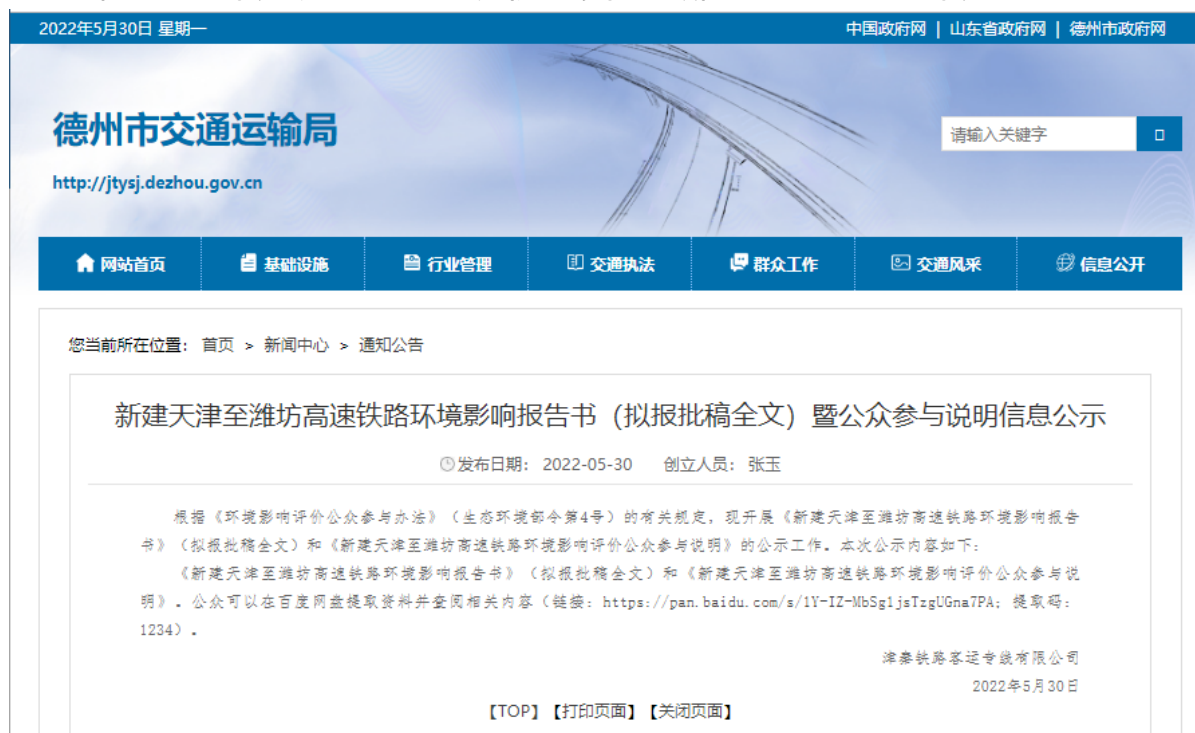 2022年5月30日 星期一
中国政府网 | 山东省政府网 | 德州市政府网
德州市交通运输局
请输入关键字
http://jtysj.dezhou.gov.cn
网站首页 基础设施 行业管理 交通执法 群众工作 交通风采 信息公开
您当前所在位置： 首页 > 新闻中心 > 通知公告
新建天津至潍坊高速铁路环境影响报告书（拟报批稿全文）暨公众参与说明信息公示
发布日期： 2022-05-30 创立人员： 张玉
根据《环境影响评价公众参与办法》（生态环境部令第4号）的有关规定，现开展《新建天津至潍坊高速铁路环境影响报告
书》（拟报批稿全文）和《新建天津至潍坊高速铁路环境影响评价公众参与说明》的公示工作。本次公示内容如下：
《新建天津至潍坊高速铁路环境影响报告书》（拟报批稿全文）和《新建天津至潍坊高速铁路环境影响评价公众参与说
明》。公众可以在百度网盘提取资料并查阅相关内容（链接：https://pan.baidu.com/s/1Y-IZ-MbSg1jsTzgUGna7PA; 提取码：
1234）。
津秦铁路客运专线有限公司
2022年5月30日
【TOP】【打印页面】【关闭页面】